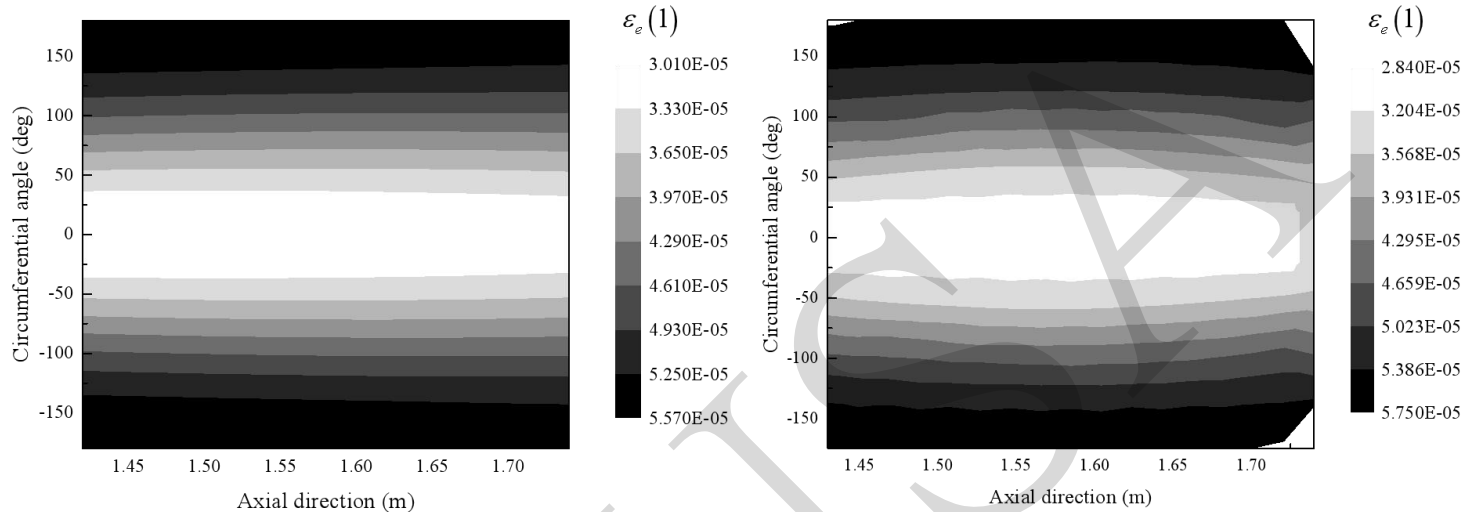 εₑ(1)
150
100
50
0
-50
-100
-150
Circumferential angle (deg)
1.45 1.50 1.55 1.60 1.65 1.70
Axial direction (m)
3.010E-05
3.330E-05
3.650E-05
3.970E-05
4.290E-05
4.610E-05
4.930E-05
5.250E-05
5.570E-05
εₑ(1)
150
100
50
0
-50
-100
-150
Circumferential angle (deg)
1.45 1.50 1.55 1.60 1.65 1.70
Axial direction (m)
2.840E-05
3.204E-05
3.568E-05
3.931E-05
4.295E-05
4.659E-05
5.023E-05
5.386E-05
5.750E-05